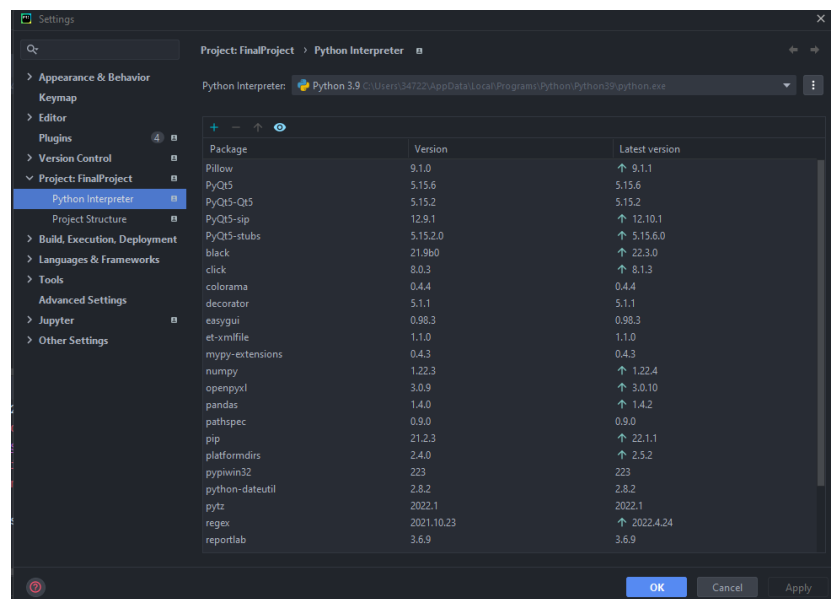 Settings
Project: FinalProject > Python Interpreter
Appearance & Behavior
Keymap
Editor
Plugins 4
Version Control
Project: FinalProject
Python Interpreter
Project Structure
Build, Execution, Deployment
Languages & Frameworks
Tools
Advanced Settings
Jupyter
Other Settings
Python Interpreter: Python 3.9 C:\Users\34722\AppData\Local\Programs\Python\Python39\python.exe
Package Version Latest version
Pillow 9.1.0 9.1.1
PyQt5 5.15.6 5.15.6
PyQt5-Qt5 5.15.2 5.15.2
PyQt5-sip 12.9.1 12.10.1
PyQt5-stubs 5.15.2.0 5.15.6.0
black 21.9b0 22.3.0
click 8.0.3 8.1.3
colorama 0.4.4 0.4.4
decorator 5.1.1 5.1.1
easygui 0.98.3 0.98.3
et-xmlfile 1.1.0 1.1.0
mypy-extensions 0.4.3 0.4.3
numpy 1.22.3 1.22.4
openpyxl 3.0.9 3.0.10
pandas 1.4.0 1.4.2
pathspec 0.9.0 0.9.0
pip 21.2.3 22.1.1
platformdirs 2.4.0 2.5.2
pypiwin32 223 223
python-dateutil 2.8.2 2.8.2
pytz 2022.1 2022.1
regex 2021.10.23 2022.4.24
reportlab 3.6.9 3.6.9
OK Cancel Apply